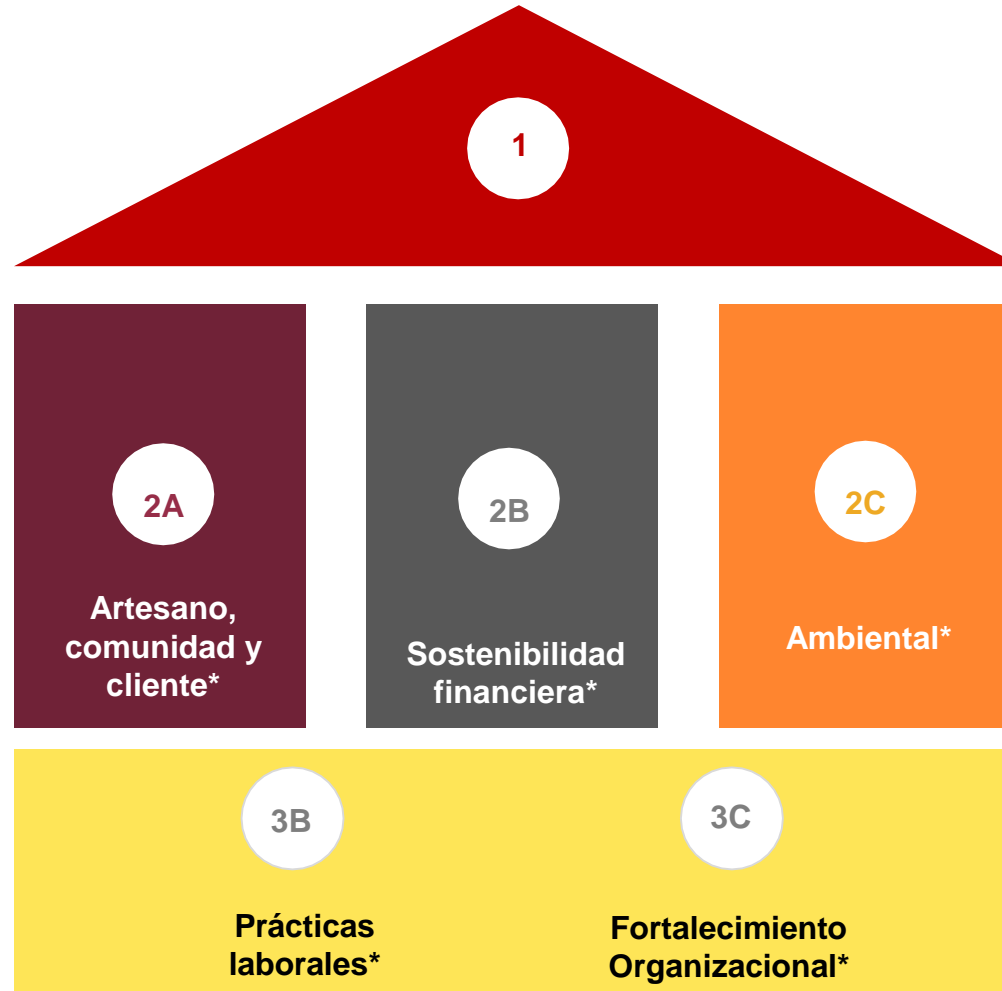 1
2A
Artesano,
comunidad y
cliente*
2B
Sostenibilidad
financiera*
2C
Ambiental*
3B
Prácticas
laborales*
3C
Fortalecimiento
Organizacional*